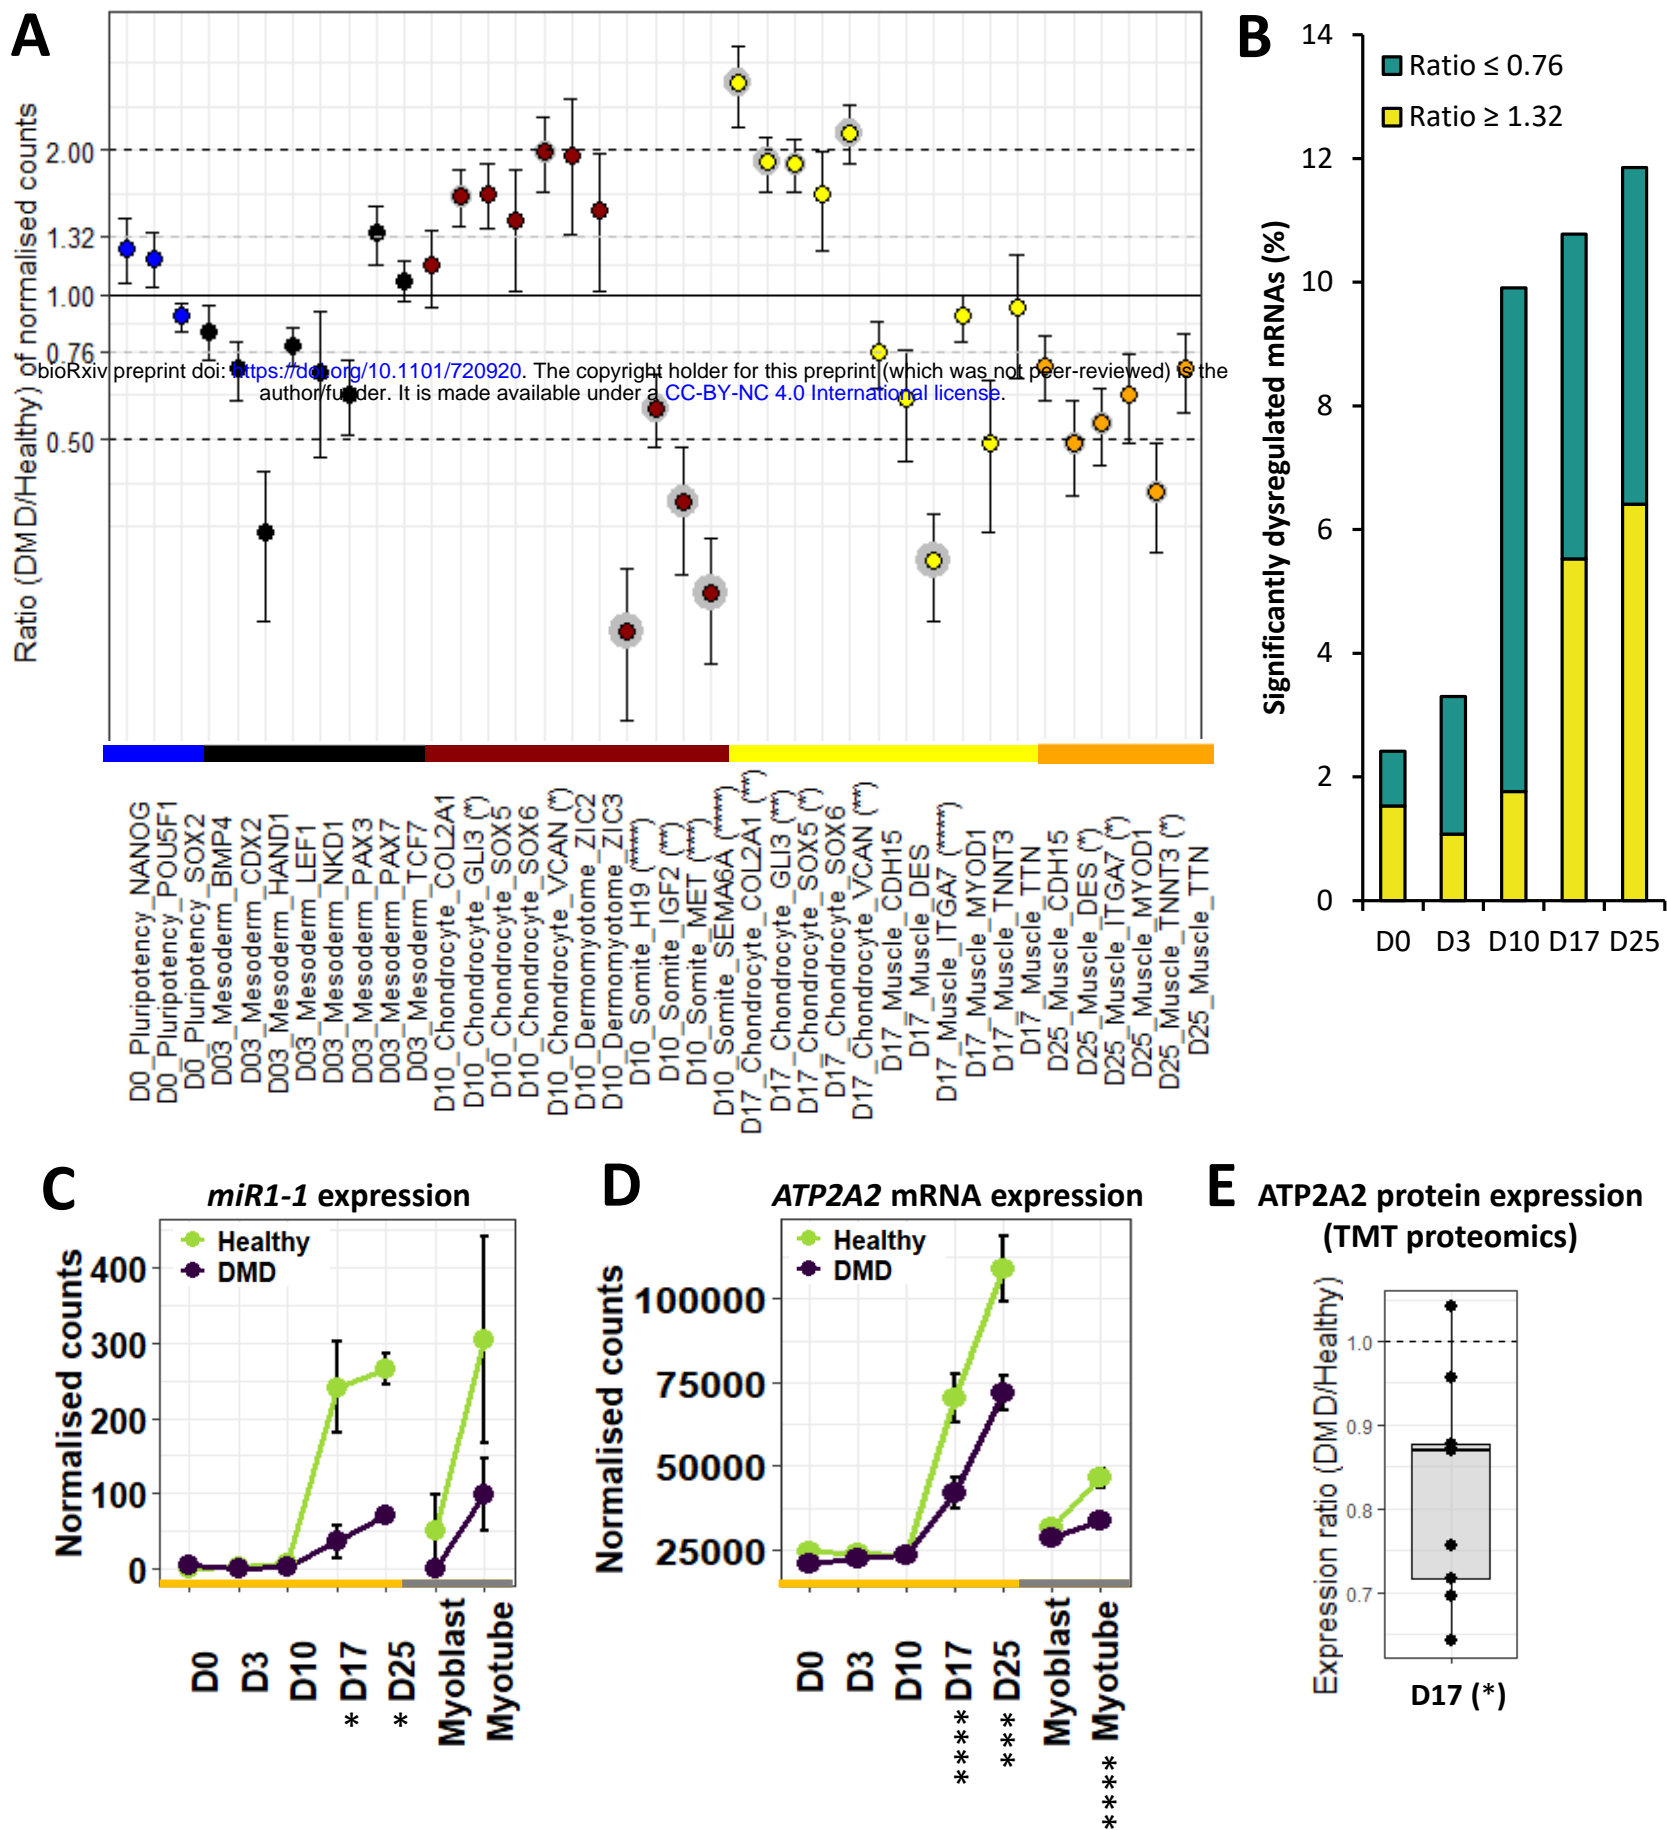 A
Ratio (DMD/Healthy) of normalised counts
2.00
1.32
1.00
0.76
0.50
bioRxiv preprint doi: https://doi.org/10.1101/720920. The copyright holder for this preprint (which was not peer-reviewed) is the
author/funder. It is made available under a CC-BY-NC 4.0 International license.
D0_Pluripotency_NANOG
D0_Pluripotency_POU5F1
D0_Pluripotency_SOX2
D03_Mesoderm_BMP4
D03_Mesoderm_CDX2
D03_Mesoderm_HAND1
D03_Mesoderm_LEF1
D03_Mesoderm_NKD1
D03_Mesoderm_PAX3
D03_Mesoderm_PAX7
D03_Mesoderm_TCF7
D10_Chondrocyte_COL2A1
D10_Chondrocyte_GLI3 (*)
D10_Chondrocyte_SOX5
D10_Chondrocyte_SOX6
D10_Chondrocyte_VCAN (*)
D10_Dermomyotome_ZIC2
D10_Dermomyotome_ZIC3
D10_Somite_H19 (****)
D10_Somite_IGF2 (***)
D10_Somite_MET (****)
D10_Somite_SEMA6A (****)
D17_Chondrocyte_COL2A1 (***)
D17_Chondrocyte_GLI3 (**)
D17_Chondrocyte_SOX5 (*)
D17_Chondrocyte_SOX6
D17_Chondrocyte_VCAN (**)
D17_Muscle_CDH15
D17_Muscle_DES
D17_Muscle_ITGA7 (****)
D17_Muscle_MYOD1
D17_Muscle_TNNT3
D17_Muscle_TTN
D25_Muscle_CDH15
D25_Muscle_DES (*)
D25_Muscle_ITGA7 (*)
D25_Muscle_MYOD1
D25_Muscle_TNNT3 (*)
D25_Muscle_TTN
B
Significantly dysregulated mRNAs (%)
14
12
10
8
6
4
2
0
Ratio ≤ 0.76
Ratio ≥ 1.32
D0 D3 D10 D17 D25
C
miR1-1 expression
Normalised counts
400
300
200
100
0
Healthy
DMD
D0
D3
D10
D17 *
D25 *
Myoblast
Myotube
D
ATP2A2 mRNA expression
Normalised counts
100000
75000
50000
25000
Healthy
DMD
D0
D3
D10
D17 ****
D25 ***
Myoblast
Myotube ****
E
ATP2A2 protein expression
(TMT proteomics)
Expression ratio (DMD/Healthy)
1.0
0.9
0.8
0.7
D17 (*)